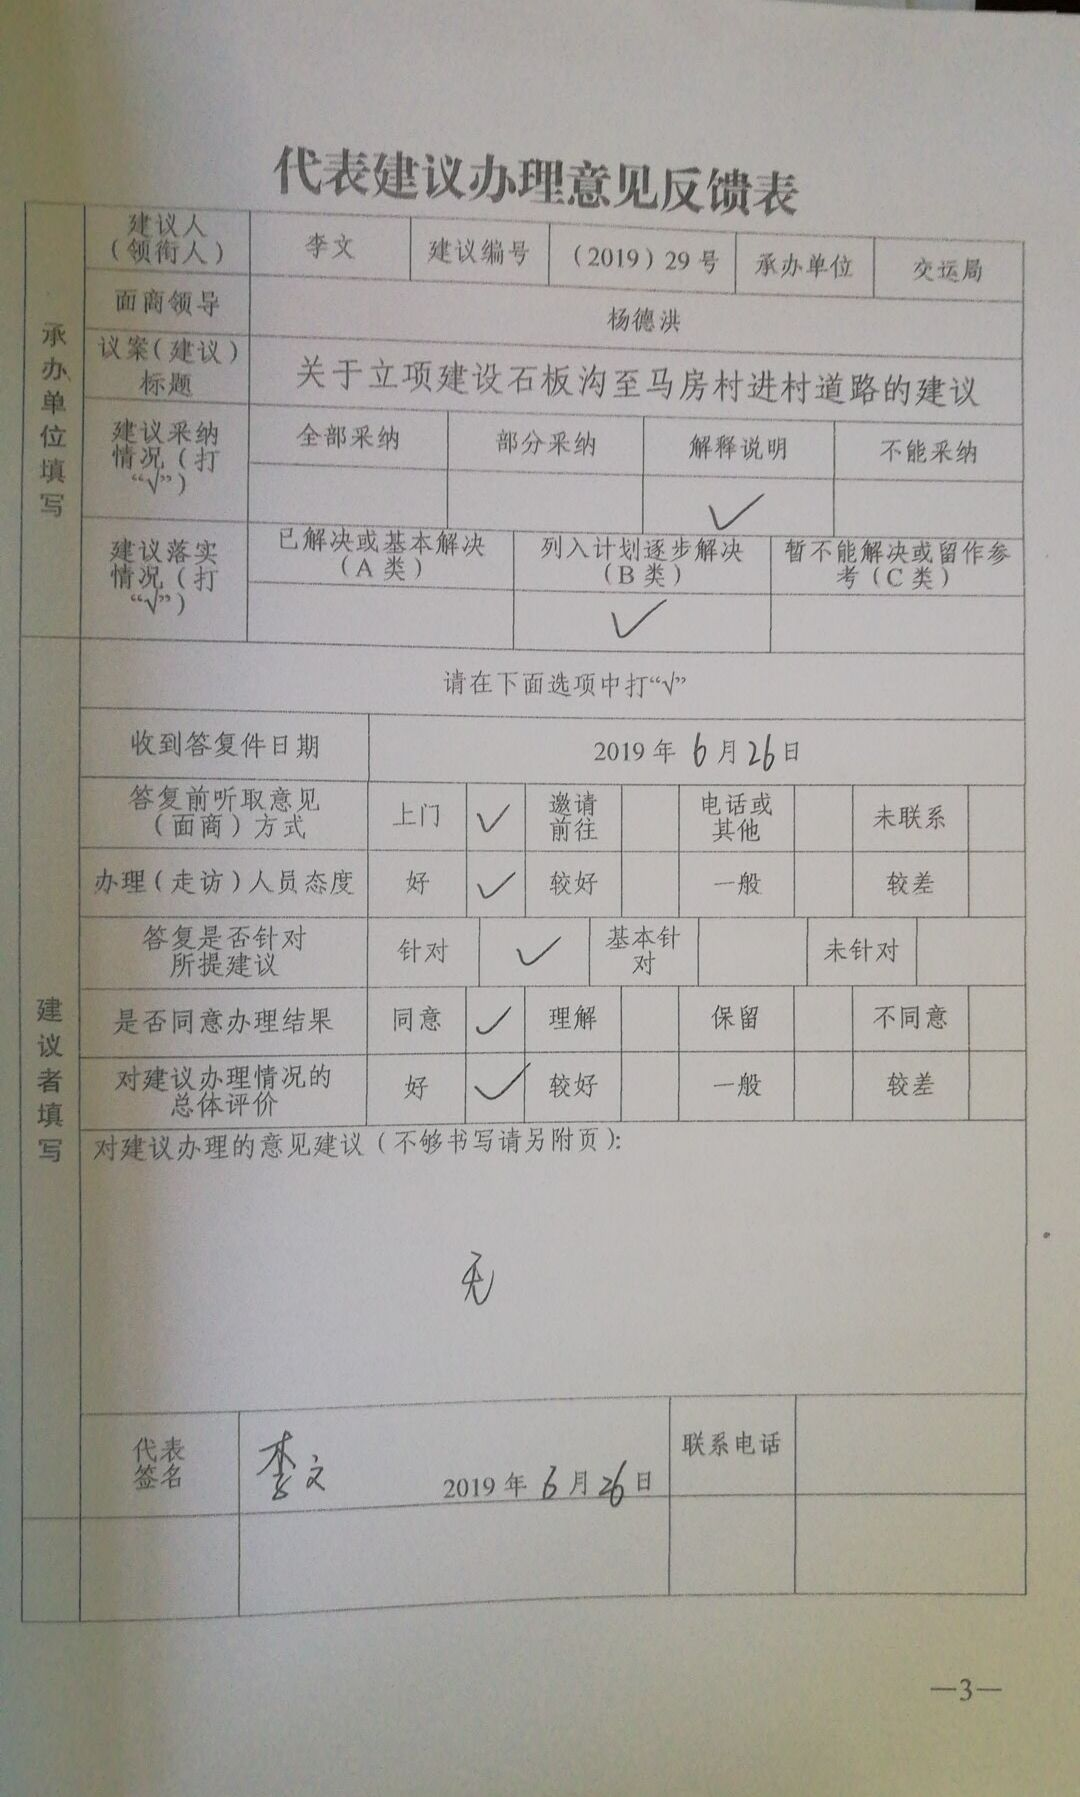 代表建议办理意见反馈表
承办单位填写
建议人
（领衔人）
李文
建议编号
（2019）29号
承办单位
交运局
面商领导
杨德洪
议案（建议）
标题
关于立项建设石板沟至马房村进村道路的建议
建议采纳
情况（打
“√”）
全部采纳
部分采纳
解释说明
不能采纳
✓
建议落实
情况（打
“√”）
已解决或基本解决
（A类）
列入计划逐步解决
（B类）
暂不能解决或留作参
考（C类）
✓
建议者填写
请在下面选项中打“√”
收到答复件日期
2019年6月26日
答复前听取意见
（面商）方式
上门
✓
邀请
前往
电话或
其他
未联系
办理（走访）人员态度
好
✓
较好
一般
较差
答复是否针对
所提建议
针对
✓
基本针
对
未针对
是否同意办理结果
同意
✓
理解
保留
不同意
对建议办理情况的
总体评价
好
✓
较好
一般
较差
对建议办理的意见建议（不够书写请另附页）：
无
代表
签名
李文
2019年6月26日
联系电话
—3—